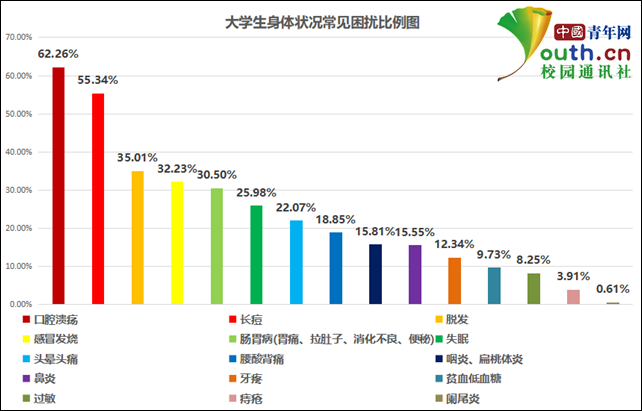 大学生身体状况常见困扰比例图
中國青年网
outh.cn
校园通讯社
70.00%
60.00%
50.00%
40.00%
30.00%
20.00%
10.00%
0.00%
62.26%
55.34%
35.01%
32.23%
30.50%
25.98%
22.07%
18.85%
15.81%
15.55%
12.34%
9.73%
8.25%
3.91%
0.61%
口腔溃疡 长痘 脱发
感冒发烧 肠胃病(胃痛、拉肚子、消化不良、便秘) 失眠
头晕头痛 腰酸背痛 咽炎、扁桃体炎
鼻炎 牙疼 贫血低血糖
过敏 痔疮 阑尾炎